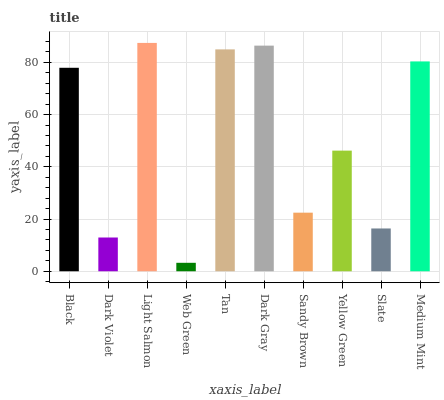 title
yaxis_label
80
60
40
20
0
Black
Dark Violet
Light Salmon
Web Green
Tan
Dark Gray
Sandy Brown
Yellow Green
Slate
Medium Mint
xaxis_label